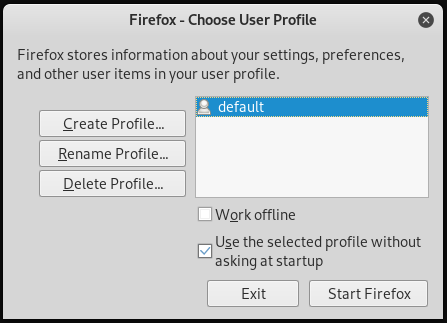 Firefox - Choose User Profile
Firefox stores information about your settings, preferences,
and other user items in your user profile.
default
Create Profile...
Rename Profile...
Delete Profile...
Work offline
Use the selected profile without
asking at startup
Exit
Start Firefox